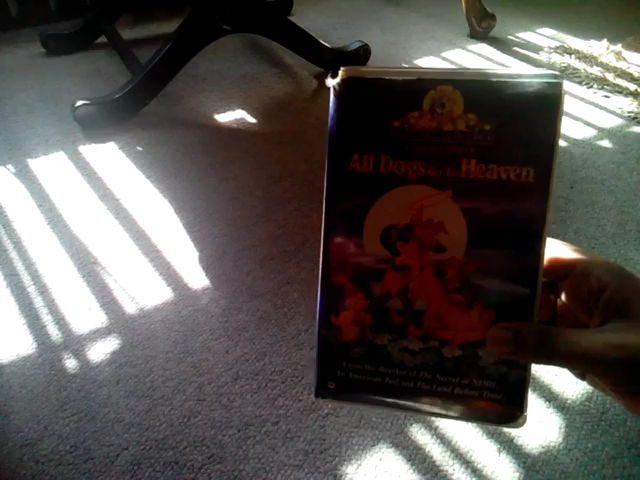 All Dogs Go To Heaven
From the director of The Secret of NIMH,
An American Tail and The Land Before Time.